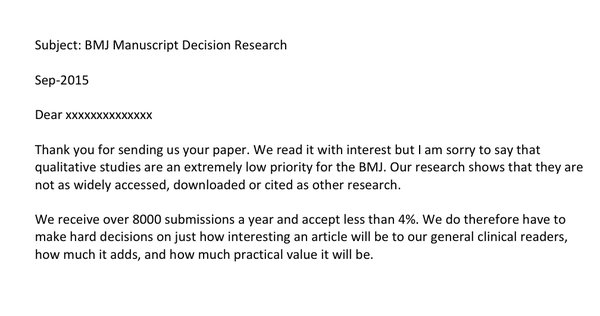 Subject: BMJ Manuscript Decision Research
Sep-2015
Dear xxxxxxxxxxxxxx
Thank you for sending us your paper. We read it with interest but I am sorry to say that
qualitative studies are an extremely low priority for the BMJ. Our research shows that they are
not as widely accessed, downloaded or cited as other research.
We receive over 8000 submissions a year and accept less than 4%. We do therefore have to
make hard decisions on just how interesting an article will be to our general clinical readers,
how much it adds, and how much practical value it will be.